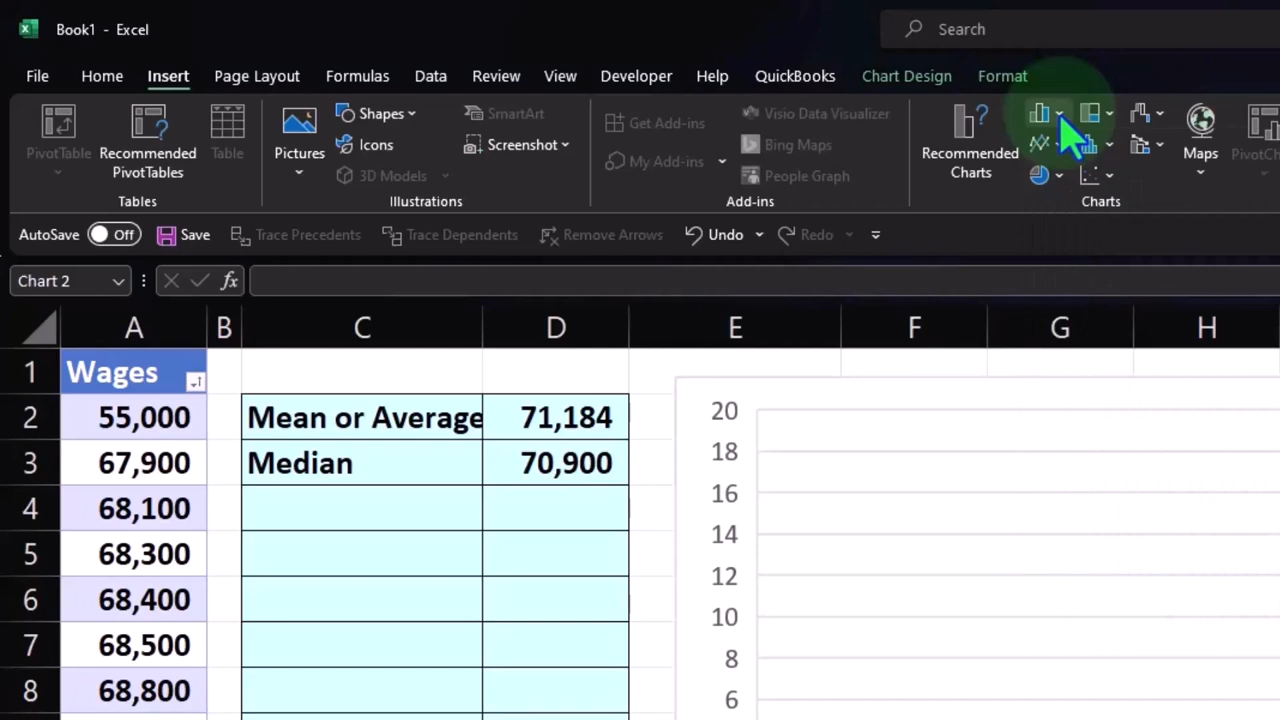 Book1 - Excel
Search
File Home Insert Page Layout Formulas Data Review View Developer Help QuickBooks Chart Design Format
PivotTable
Recommended PivotTables
Table
Tables
Pictures
Shapes
Icons
3D Models
SmartArt
Screenshot
Illustrations
Get Add-ins
My Add-ins
Visio Data Visualizer
Bing Maps
People Graph
Add-ins
Recommended Charts
Maps
PivotCh
Charts
AutoSave Off Save Trace Precedents Trace Dependents Remove Arrows Undo Redo
Chart 2 fx
A B C D E F G H
1 Wages
2 55,000 Mean or Average 71,184
3 67,900 Median 70,900
4 68,100
5 68,300
6 68,400
7 68,500
8 68,800
20
18
16
14
12
10
8
6